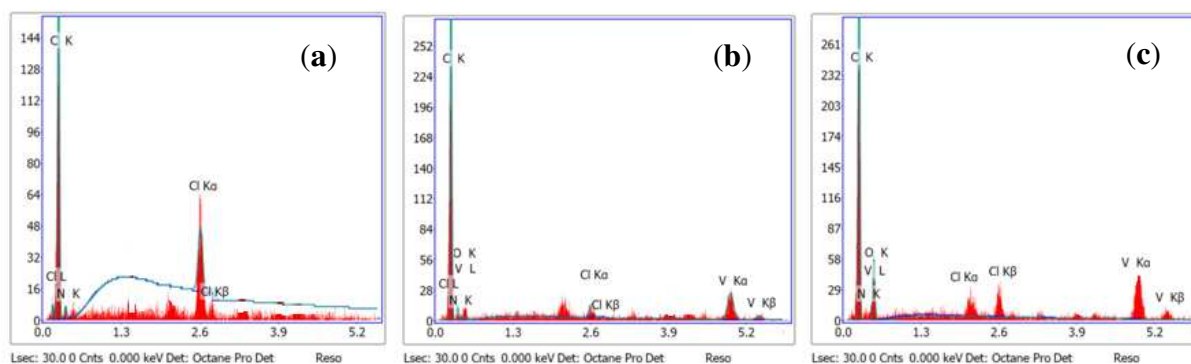 (a)
144
128
112
96
80
64
48
32
16
0
C K
Cl L
N K
Cl Kα
Cl Kβ
0.0 1.3 2.6 3.9 5.2
Lsec: 30.0 0 Cnts 0.000 keV Det: Octane Pro Det Reso
(b)
252
224
196
168
140
112
84
56
28
0
C K
O K
V L
Cl L
N K
Cl Kα
Cl Kβ
V Kα
V Kβ
0.0 1.3 2.6 3.9 5.2
Lsec: 30.0 0 Cnts 0.000 keV Det: Octane Pro Det Reso
(c)
261
232
203
174
145
116
87
58
29
0
C K
O K
V L
N K
Cl Kα
Cl Kβ
V Kα
V Kβ
0.0 1.3 2.6 3.9 5.2
Lsec: 30.0 0 Cnts 0.000 keV Det: Octane Pro Det Reso